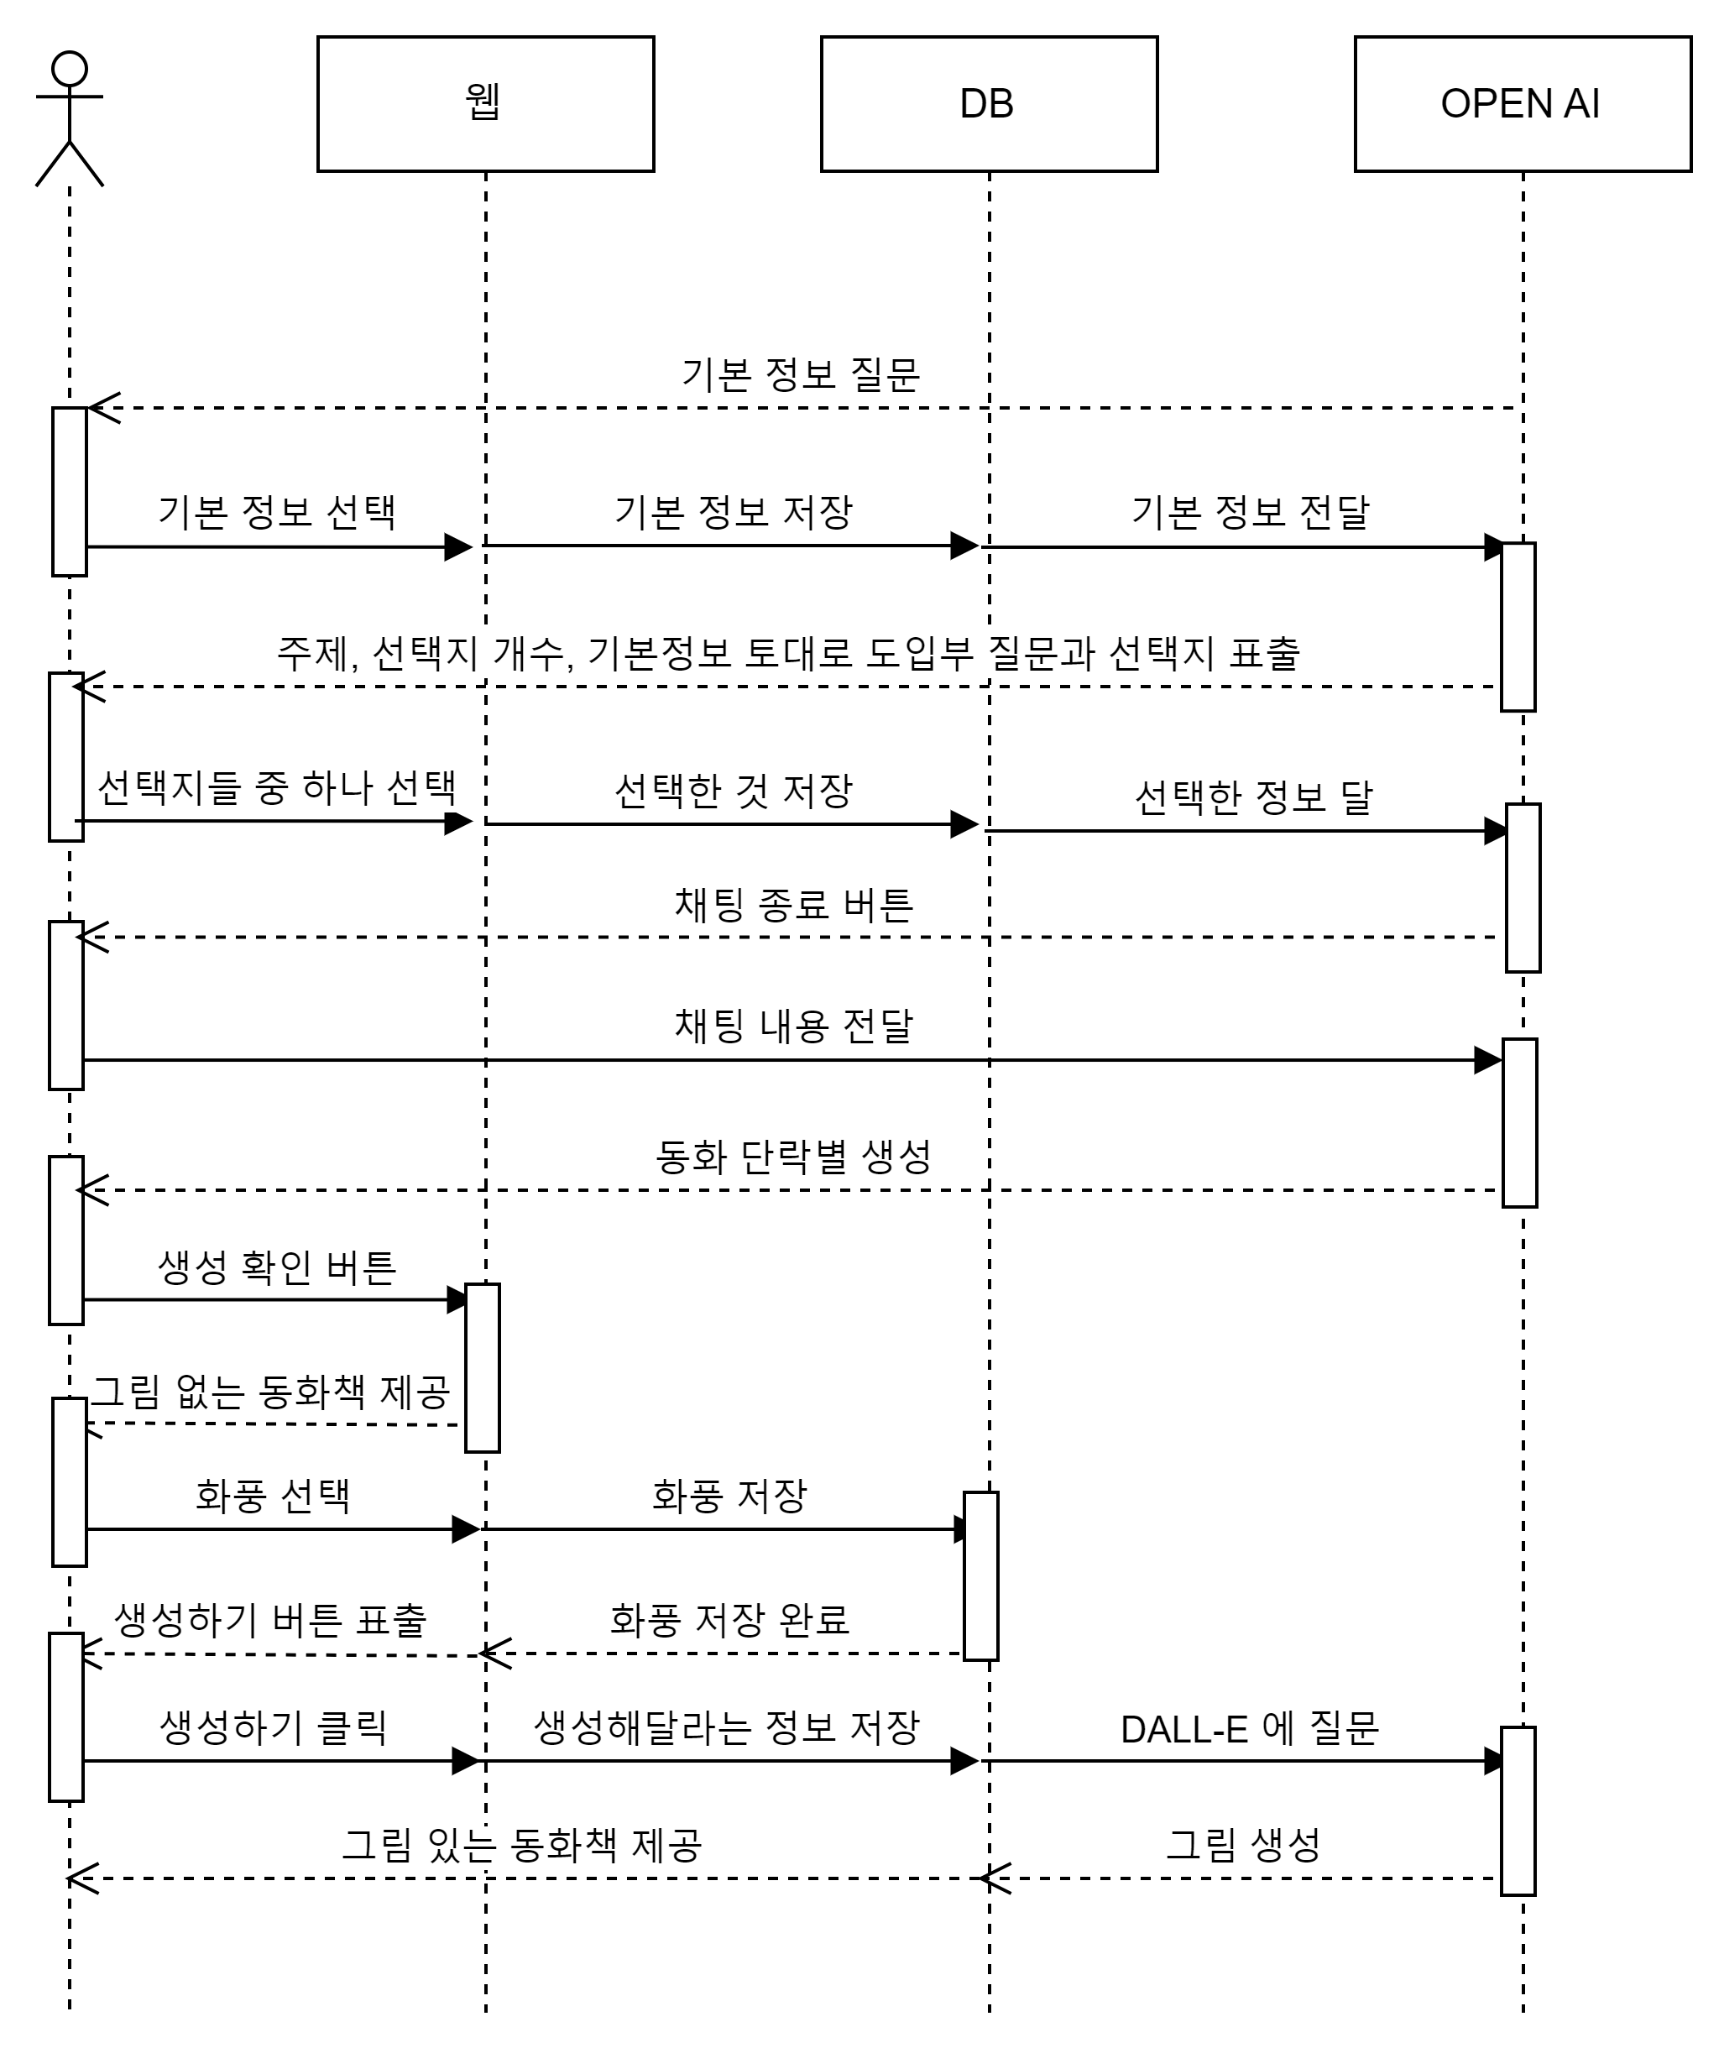 웹
DB
OPEN AI
기본 정보 질문
기본 정보 선택
기본 정보 저장
기본 정보 전달
주제, 선택지 개수, 기본정보 토대로 도입부 질문과 선택지 표출
선택지들 중 하나 선택
선택한 것 저장
선택한 정보 달
채팅 종료 버튼
채팅 내용 전달
동화 단락별 생성
생성 확인 버튼
그림 없는 동화책 제공
화풍 선택
화풍 저장
생성하기 버튼 표출
화풍 저장 완료
생성하기 클릭
생성해달라는 정보 저장
DALL-E 에 질문
그림 있는 동화책 제공
그림 생성